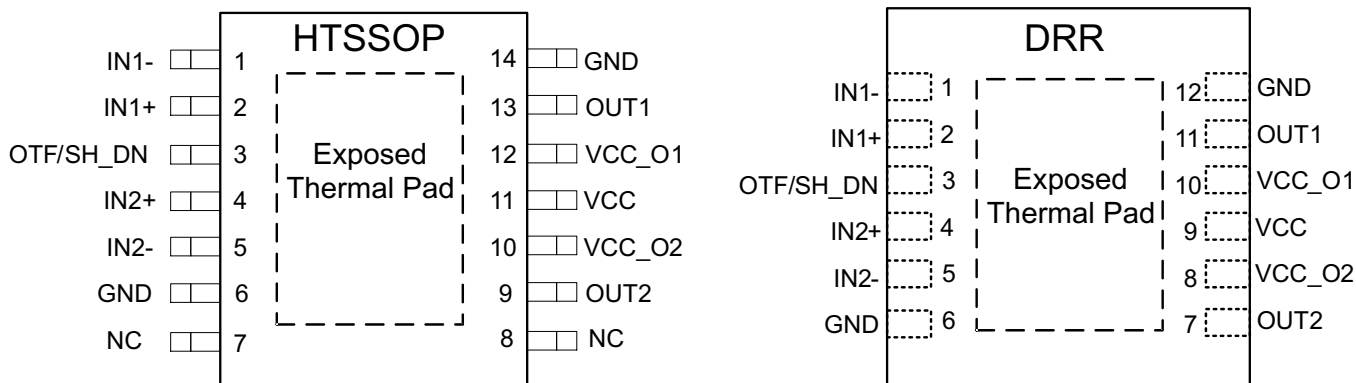 HTSSOP
IN1- 1 14 GND
IN1+ 2 13 OUT1
OTF/SH_DN 3 12 VCC_O1
IN2+ 4 11 VCC
IN2- 5 10 VCC_O2
GND 6 9 OUT2
NC 7 8 NC
Exposed
Thermal Pad
DRR
IN1- 1 12 GND
IN1+ 2 11 OUT1
OTF/SH_DN 3 10 VCC_O1
IN2+ 4 9 VCC
IN2- 5 8 VCC_O2
GND 6 7 OUT2
Exposed
Thermal Pad